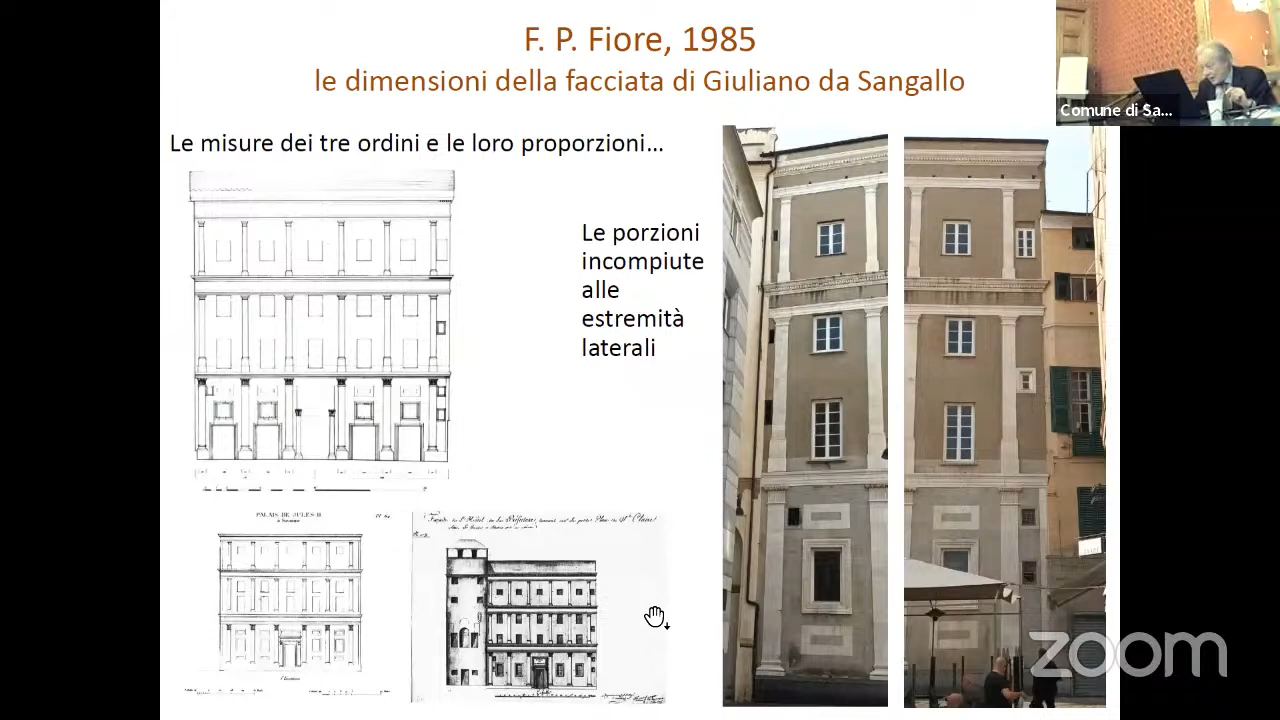 F. P. Fiore, 1985
le dimensioni della facciata di Giuliano da Sangallo
Comune di Sa...
Le misure dei tre ordini e le loro proporzioni...
Le porzioni
incompiute
alle
estremità
laterali
PALAIS DE JULES II
zoom